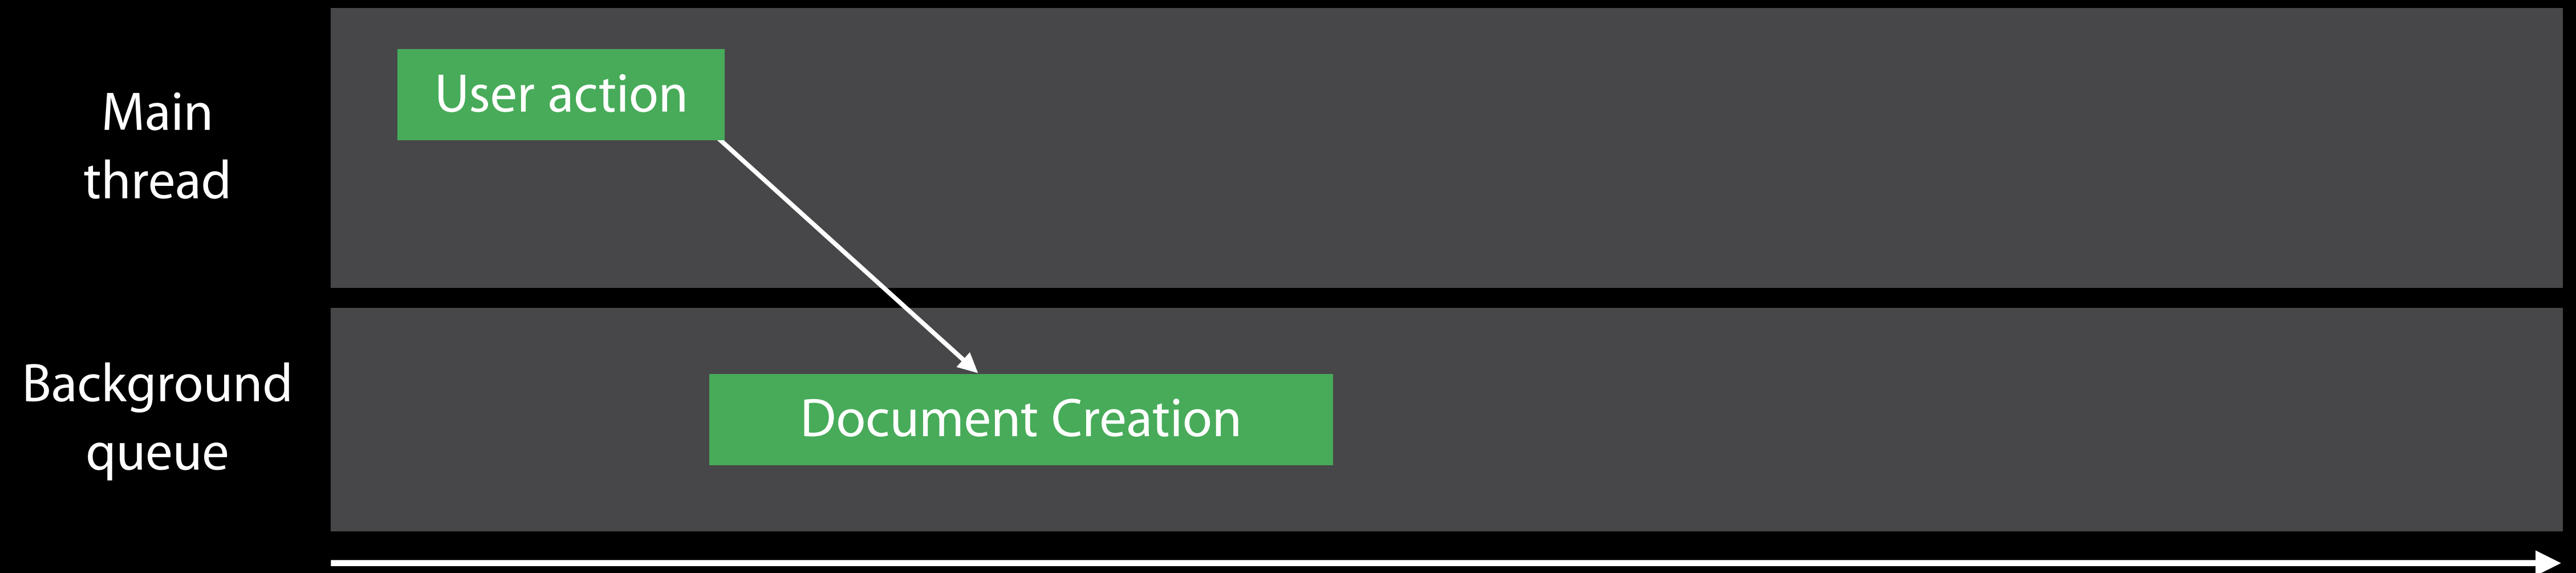 Main
thread
User action
Background
queue
Document Creation